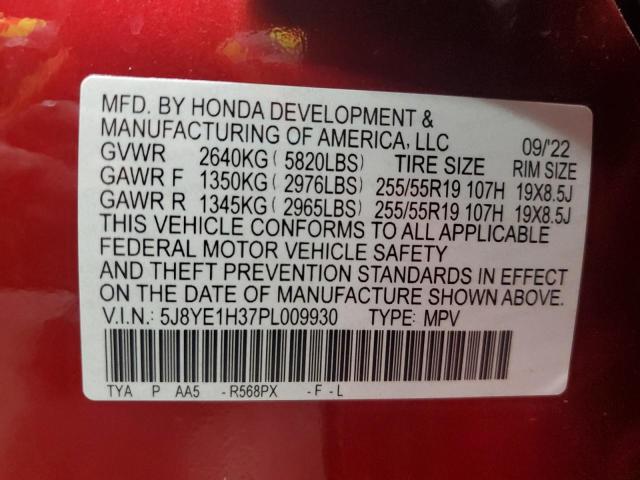 MFD. BY HONDA DEVELOPMENT &
MANUFACTURING OF AMERICA, LLC 09/'22
GVWR 2640KG( 5820LBS) TIRE SIZE RIM SIZE
GAWR F 1350KG( 2976LBS) 255/55R19 107H 19X8.5J
GAWR R 1345KG( 2965LBS) 255/55R19 107H 19X8.5J
THIS VEHICLE CONFORMS TO ALL APPLICABLE
FEDERAL MOTOR VEHICLE SAFETY
AND THEFT PREVENTION STANDARDS IN EFFECT
ON THE DATE OF MANUFACTURE SHOWN ABOVE.
V.I.N.: 5J8YE1H37PL009930 TYPE: MPV
TYA P AA5 - R568PX - F - L